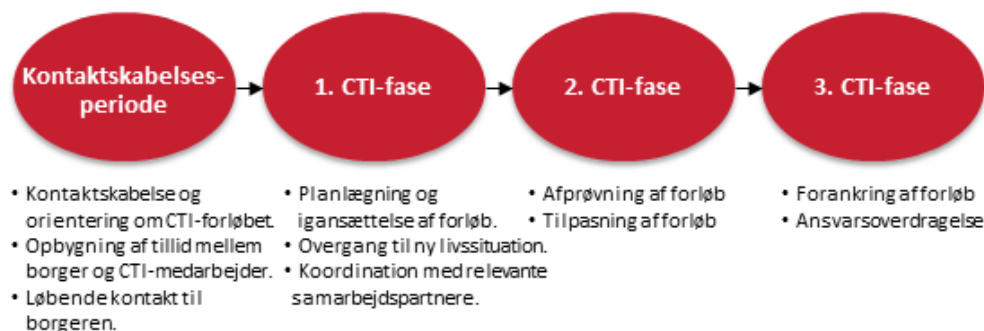 Kontaktskabelses-
periode
1. CTI-fase
2. CTI-fase
3. CTI-fase
• Kontaktskabelse og
orientering om CTI-forløbet.
• Opbygning af tillid mellem
borger og CTI-medarbejder.
• Løbende kontakt til
borgeren.
• Planlægning og
igansættelse af forløb.
• Overgang til ny livssituation.
• Koordination med relevante
samarbejdspartnere.
• Afprøvning af forløb
• Tilpasning af forløb
• Forankring af forløb
• Ansvarsoverdragelse